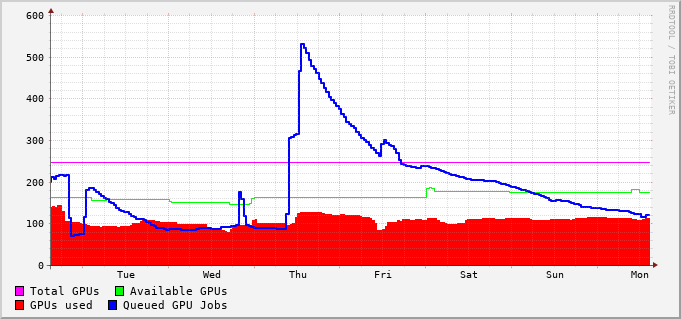 600
500
400
300
200
100
0
Tue Wed Thu Fri Sat Sun Mon
Total GPUs Available GPUs
GPUs used Queued GPU Jobs
RRDTOOL / TOBI OETIKER